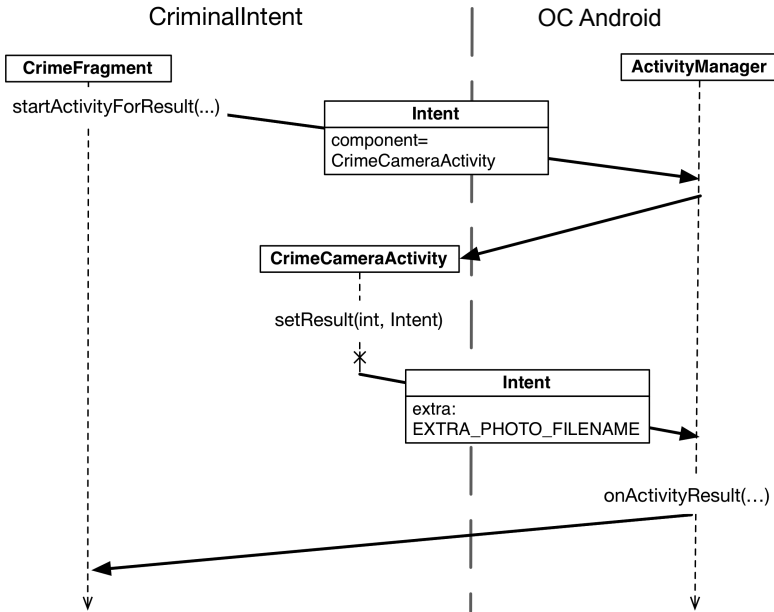 CriminalIntent
OC Android
CrimeFragment
ActivityManager
startActivityForResult(...)
Intent
component=
CrimeCameraActivity
CrimeCameraActivity
setResult(int, Intent)
Intent
extra:
EXTRA_PHOTO_FILENAME
onActivityResult(...)